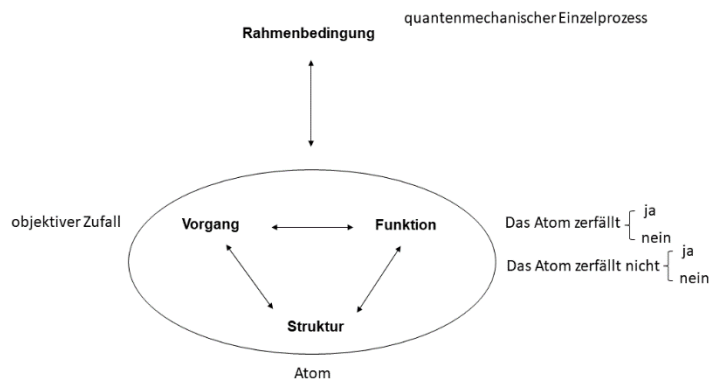 quantenmechanischer Einzelprozess
Rahmenbedingung
objektiver Zufall
Vorgang
Funktion
Das Atom zerfällt
ja
nein
Das Atom zerfällt nicht
ja
nein
Struktur
Atom